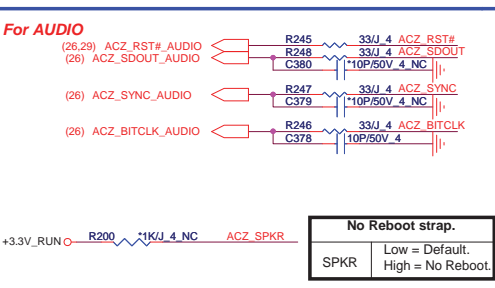 For AUDIO
(26,29) ACZ_RST#_AUDIO R245 33/J_4 ACZ_RST#
(26) ACZ_SDOUT_AUDIO R248 33/J_4 ACZ_SDOUT
C380 *10P/50V_4_NC
(26) ACZ_SYNC_AUDIO R247 33/J_4 ACZ_SYNC
C379 *10P/50V_4_NC
(26) ACZ_BITCLK_AUDIO R246 33/J_4 ACZ_BITCLK
C378 10P/50V_4
+3.3V_RUN R200 *1K/J_4_NC ACZ_SPKR
No Reboot strap.
SPKR Low = Default.
High = No Reboot.